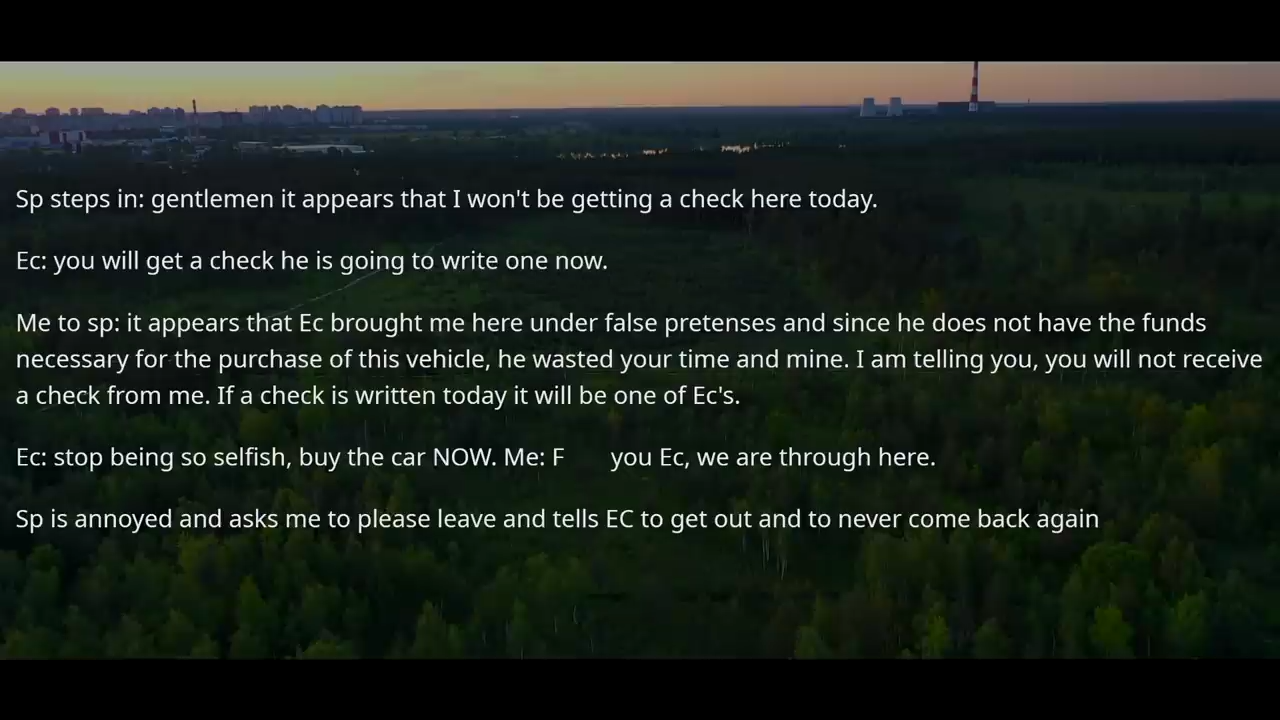 Sp steps in: gentlemen it appears that I won't be getting a check here today.
Ec: you will get a check he is going to write one now.
Me to sp: it appears that Ec brought me here under false pretenses and since he does not have the funds
necessary for the purchase of this vehicle, he wasted your time and mine. I am telling you, you will not receive
a check from me. If a check is written today it will be one of Ec's.
Ec: stop being so selfish, buy the car NOW. Me: F you Ec, we are through here.
Sp is annoyed and asks me to please leave and tells EC to get out and to never come back again